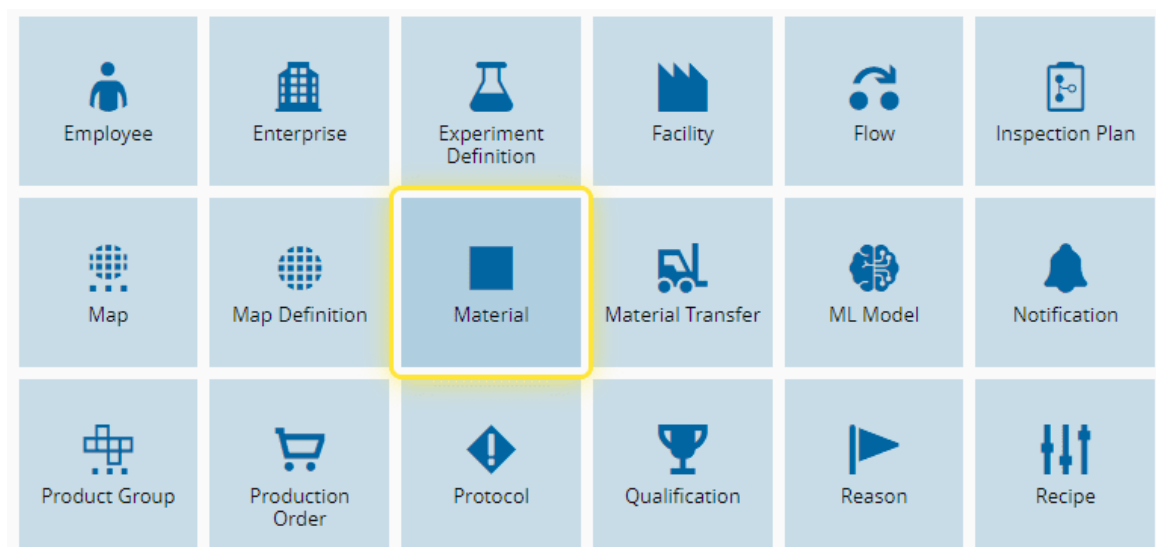 Employee
Enterprise
Experiment
Definition
Facility
Flow
Inspection Plan
Map
Map Definition
Material
Material Transfer
ML Model
Notification
Product Group
Production
Order
Protocol
Qualification
Reason
Recipe